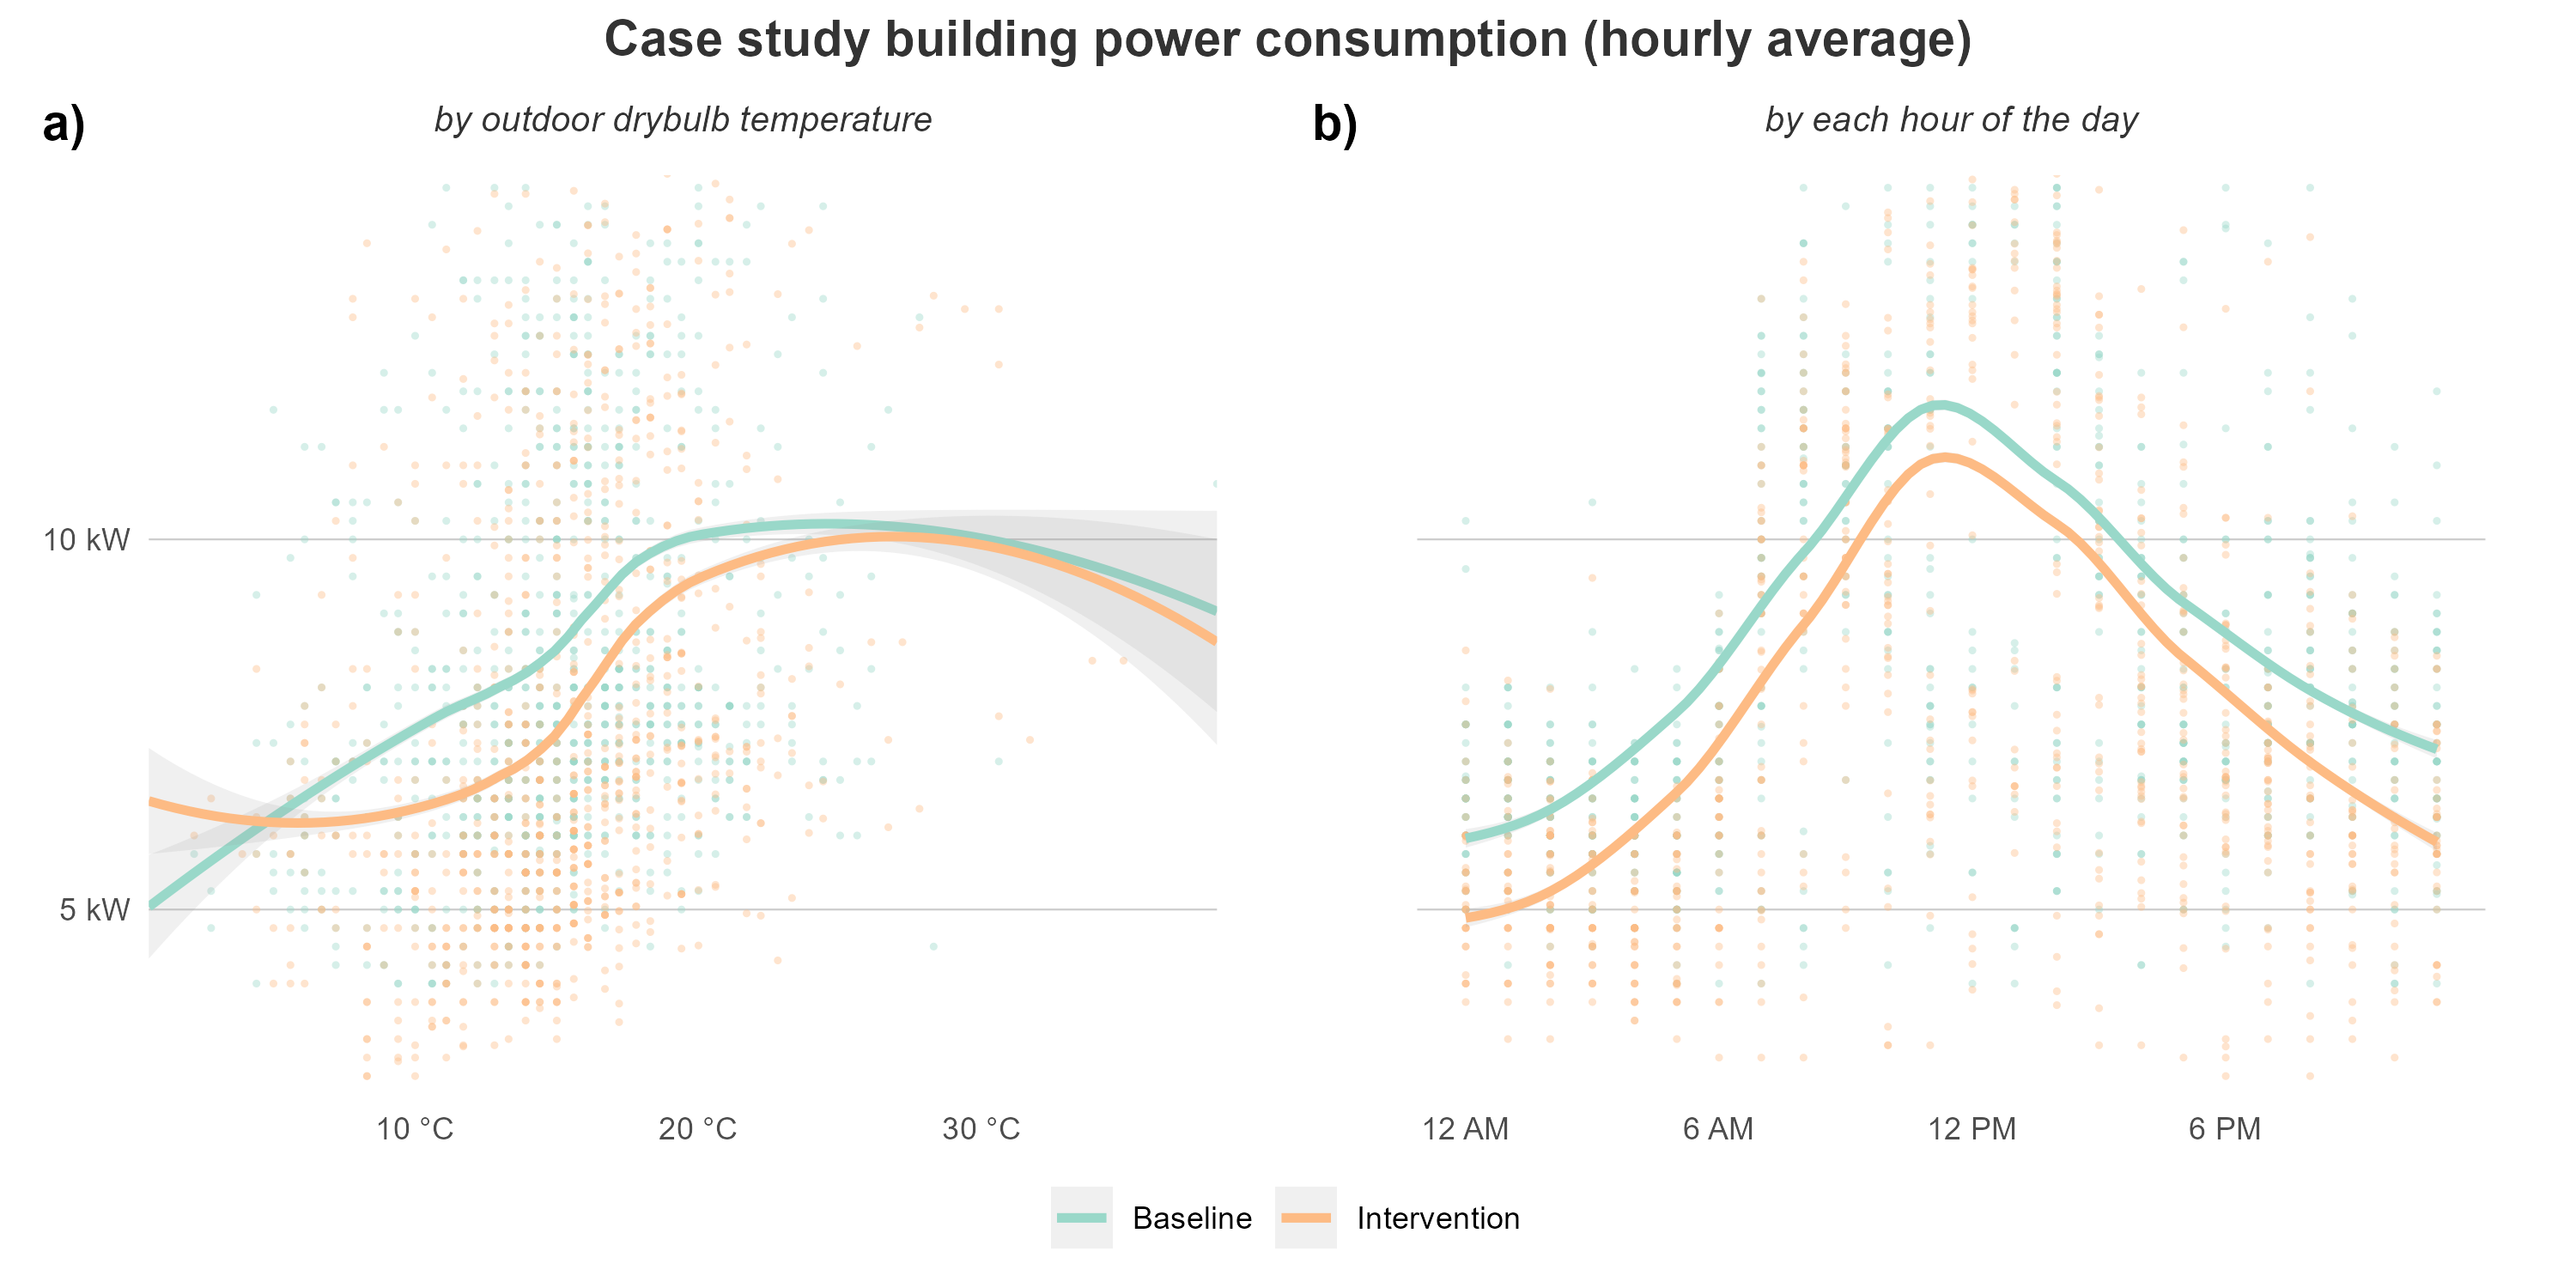 Case study building power consumption (hourly average)
a)
by outdoor drybulb temperature
b)
by each hour of the day
10 kW
5 kW
10 °C
20 °C
30 °C
12 AM
6 AM
12 PM
6 PM
Baseline
Intervention